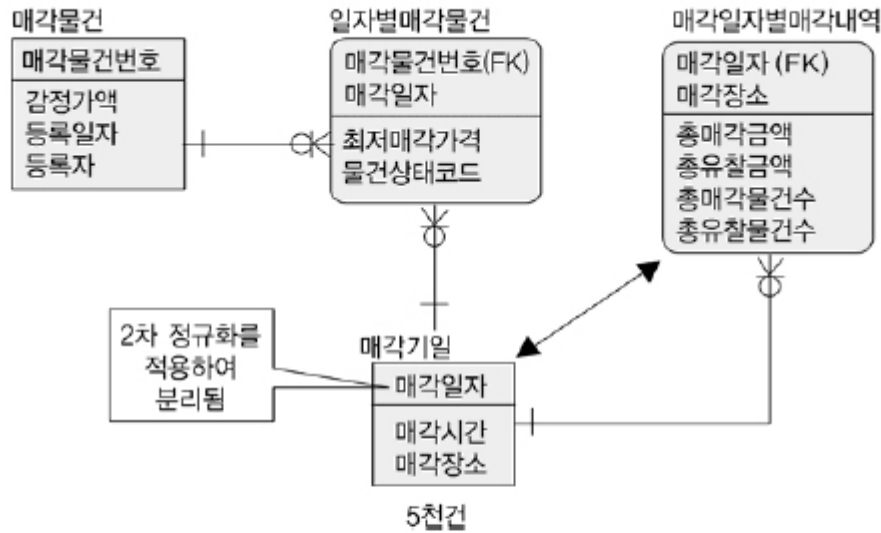 매각물건
매각물건번호
감정가액
등록일자
등록자
일자별매각물건
매각물건번호(FK)
매각일자
최저매각가격
물건상태코드
매각일자별매각내역
매각일자 (FK)
매각장소
총매각금액
총유찰금액
총매각물건수
총유찰물건수
2차 정규화를
적용하여
분리됨
매각기일
매각일자
매각시간
매각장소
5천건